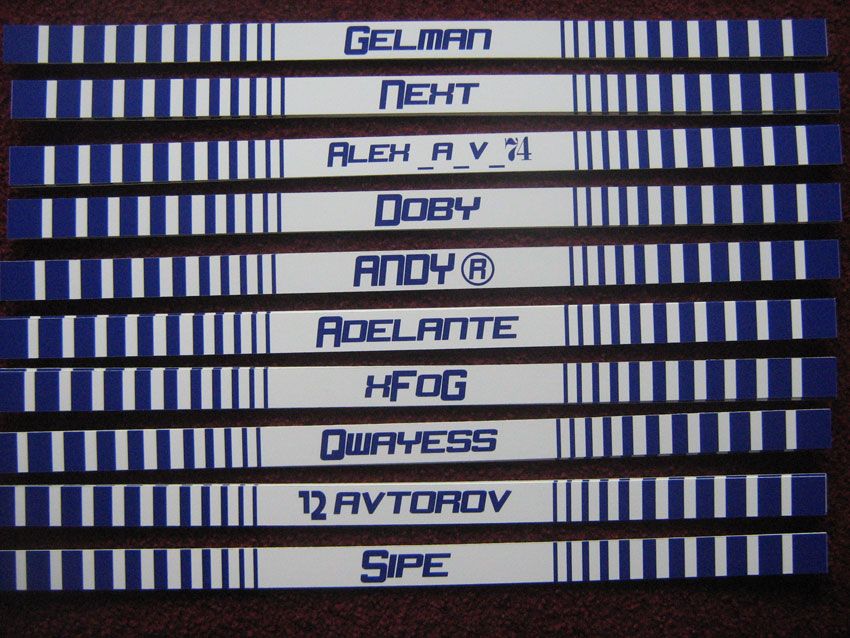 Gelman
Next
Alex_A_V_74
Doby
ANDY®
Adelante
xFoG
Qwayess
12 AVTOROV
Sipe